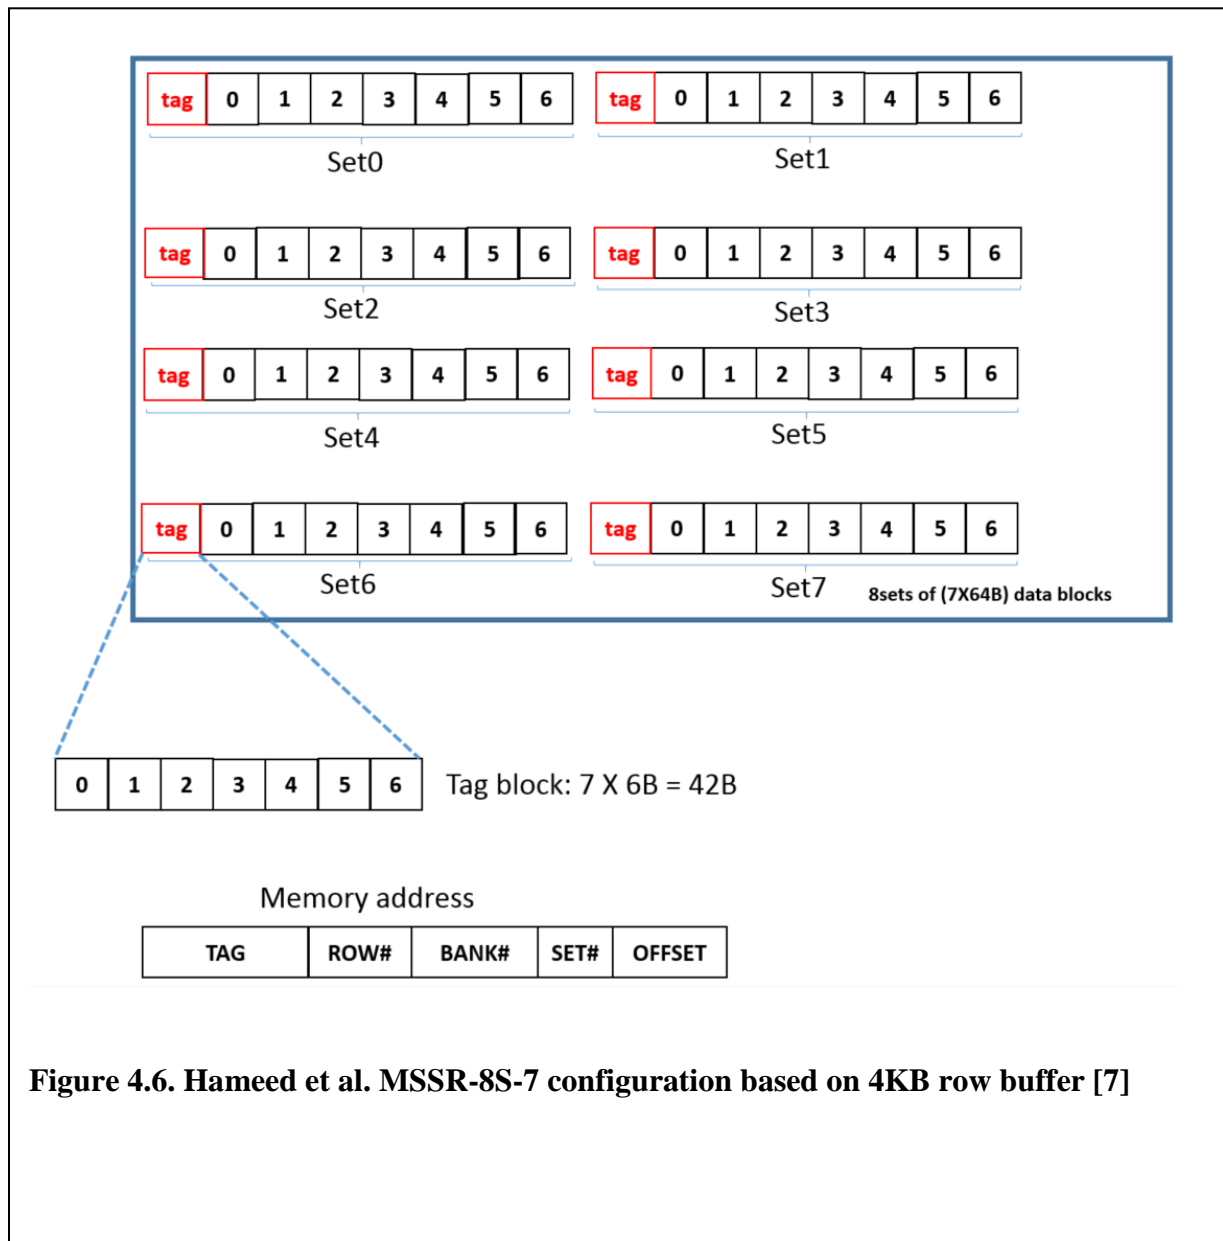 tag 0 1 2 3 4 5 6 tag 0 1 2 3 4 5 6
Set0 Set1
tag 0 1 2 3 4 5 6 tag 0 1 2 3 4 5 6
Set2 Set3
tag 0 1 2 3 4 5 6 tag 0 1 2 3 4 5 6
Set4 Set5
tag 0 1 2 3 4 5 6 tag 0 1 2 3 4 5 6
Set6 Set7
8sets of (7X64B) data blocks
0 1 2 3 4 5 6 Tag block: 7 X 6B = 42B
Memory address
TAG ROW# BANK# SET# OFFSET
Figure 4.6. Hameed et al. MSSR-8S-7 configuration based on 4KB row buffer [7]